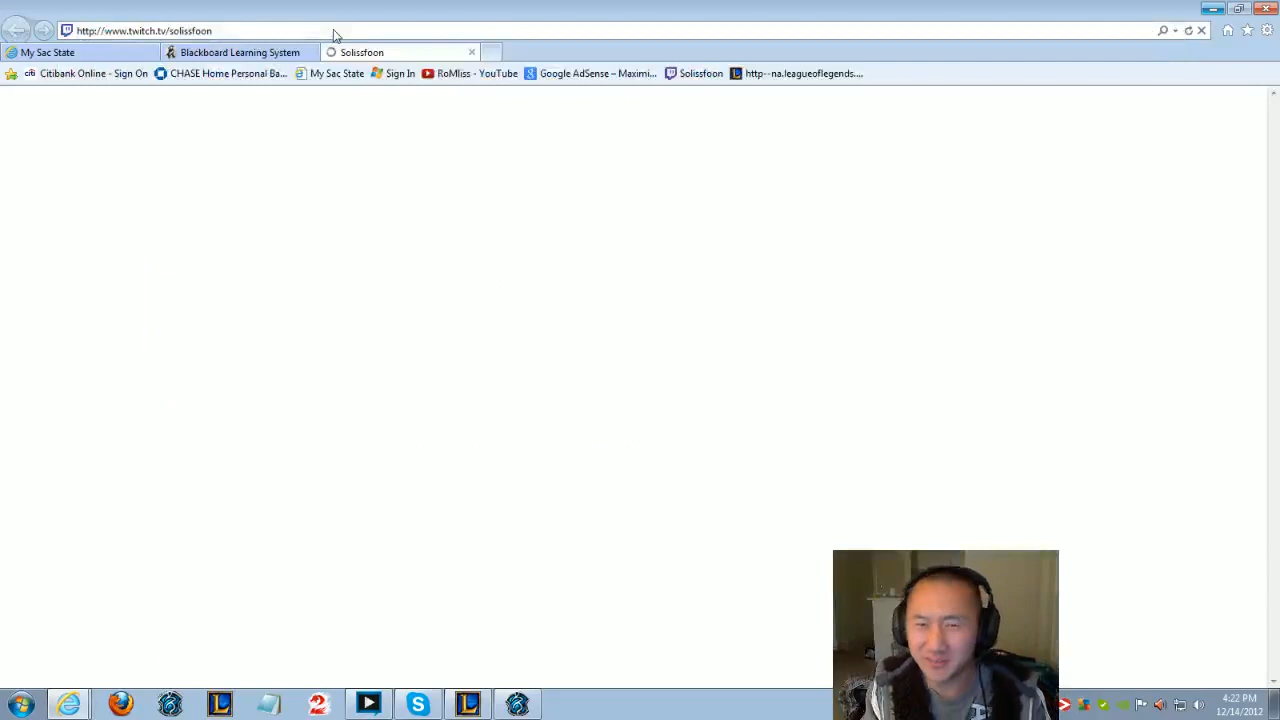 http://www.twitch.tv/solissfoon
My Sac State
Blackboard Learning System
Solissfoon
citi Citibank Online - Sign On
CHASE Home Personal Ba...
My Sac State
Sign In
RoMliss - YouTube
Google AdSense – Maximi...
Solissfoon
http--na.leagueoflegends....
4:22 PM
12/14/2012